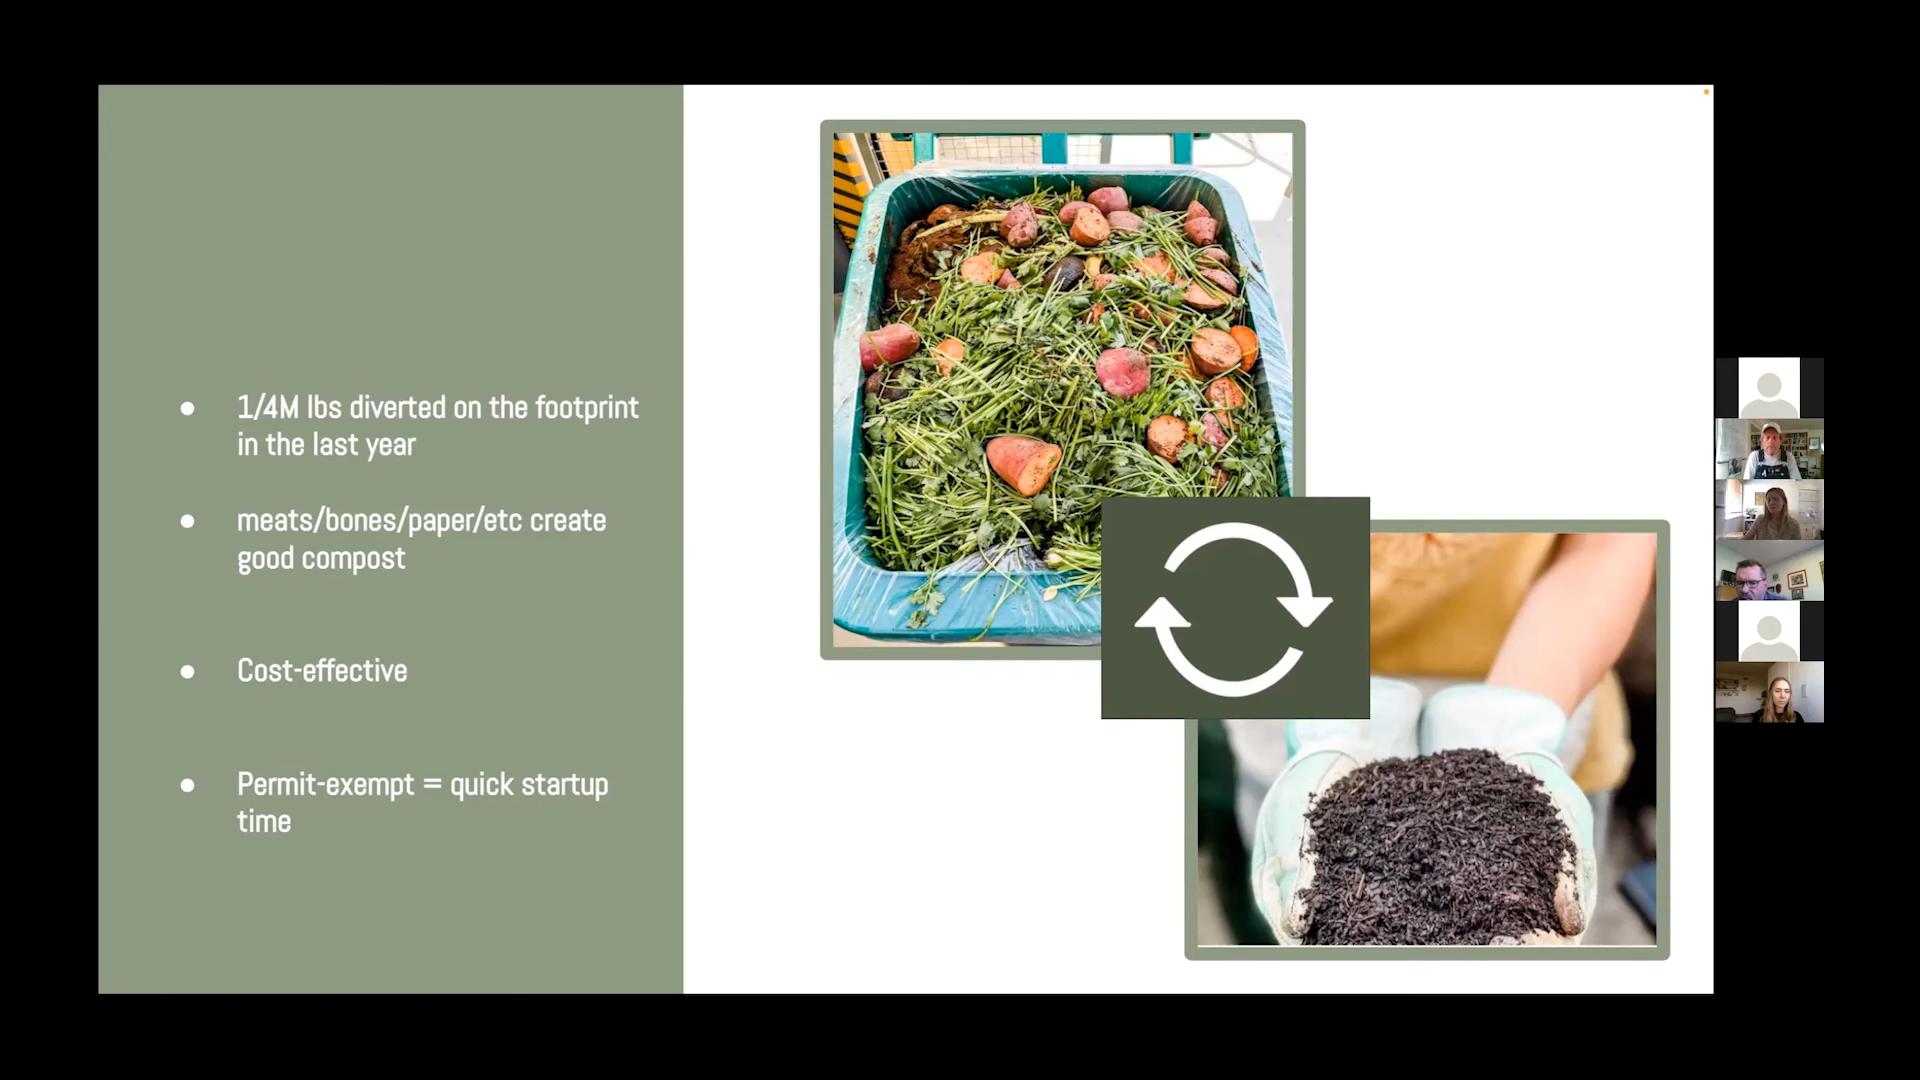 1/4M lbs diverted on the footprint
in the last year
meats/bones/paper/etc create
good compost
Cost-effective
Permit-exempt = quick startup
time